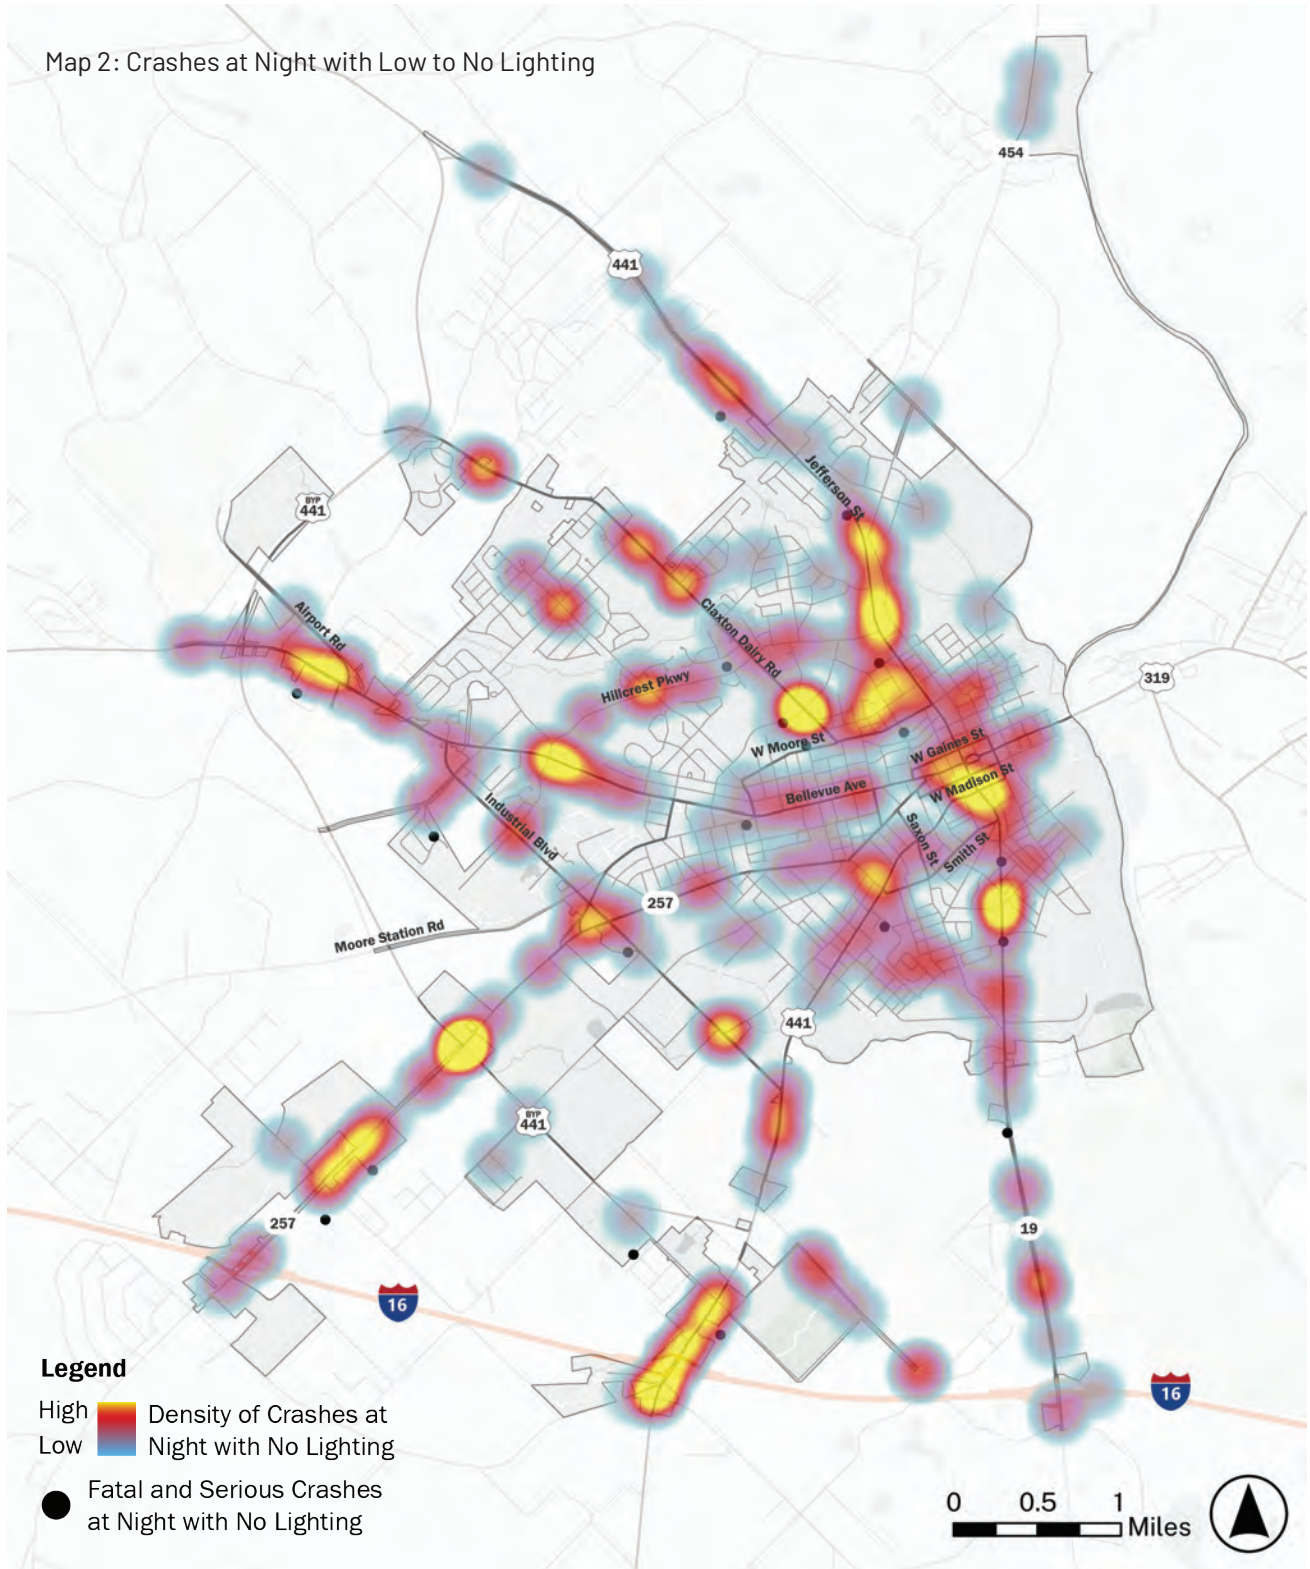 Map 2: Crashes at Night with Low to No Lighting
454
441
Jefferson St
BYP
441
Airport Rd
Claxton Dairy Rd
319
Hillcrest Pkwy
W Moore St
W Gaines St
W Madison St
Bellevue Ave
Industrial Blvd
Saxon St
Smith St
257
Moore Station Rd
441
BYP
441
257
19
16
16
Legend
High
Low
Density of Crashes at
Night with No Lighting
Fatal and Serious Crashes
at Night with No Lighting
0 0.5 1
Miles